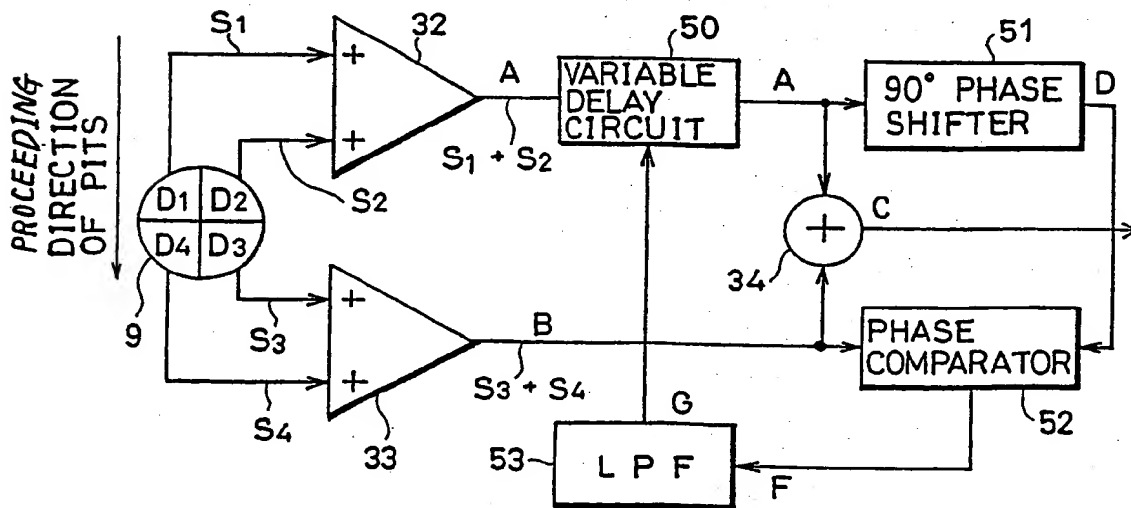 PROCEEDING
DIRECTION
OF PITS
S1
32
+
+
A
S1 + S2
S2
D1 D2
D4 D3
9
S3
S4
+
+
33
B
S3 + S4
50
VARIABLE
DELAY
CIRCUIT
A
51
90° PHASE
SHIFTER
D
+
C
34
PHASE
COMPARATOR
52
G
53
LPF
F